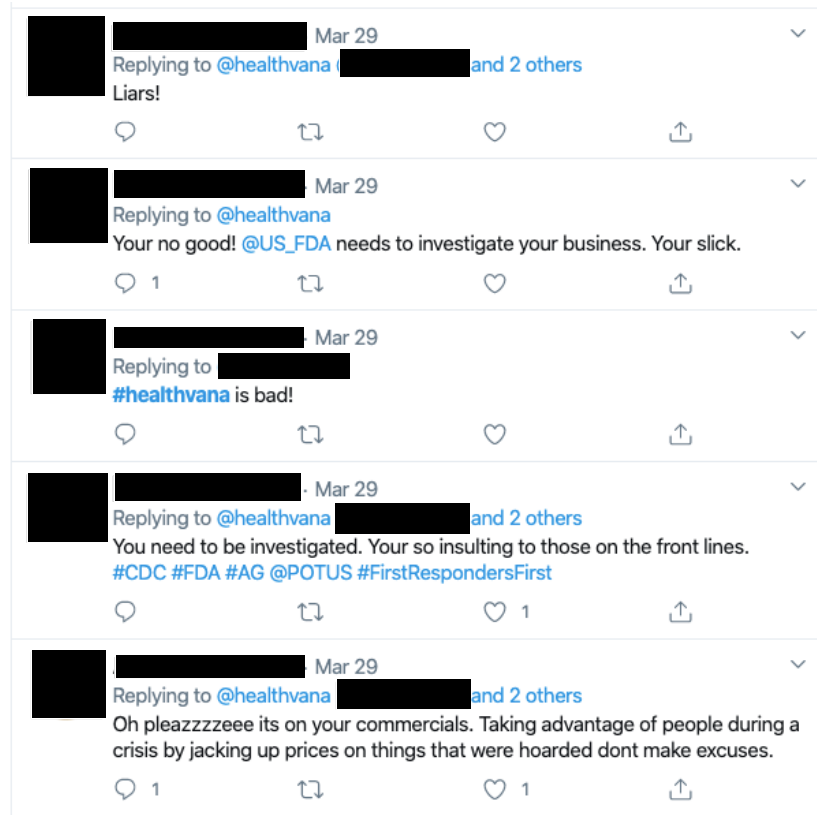 Mar 29
Replying to @healthvana and 2 others
Liars!
Mar 29
Replying to @healthvana
Your no good! @US_FDA needs to investigate your business. Your slick.
1
· Mar 29
Replying to
#healthvana is bad!
· Mar 29
Replying to @healthvana and 2 others
You need to be investigated. Your so insulting to those on the front lines.
#CDC #FDA #AG @POTUS #FirstRespondersFirst
1
Mar 29
Replying to @healthvana and 2 others
Oh pleazzzzeee its on your commercials. Taking advantage of people during a
crisis by jacking up prices on things that were hoarded dont make excuses.
1 1